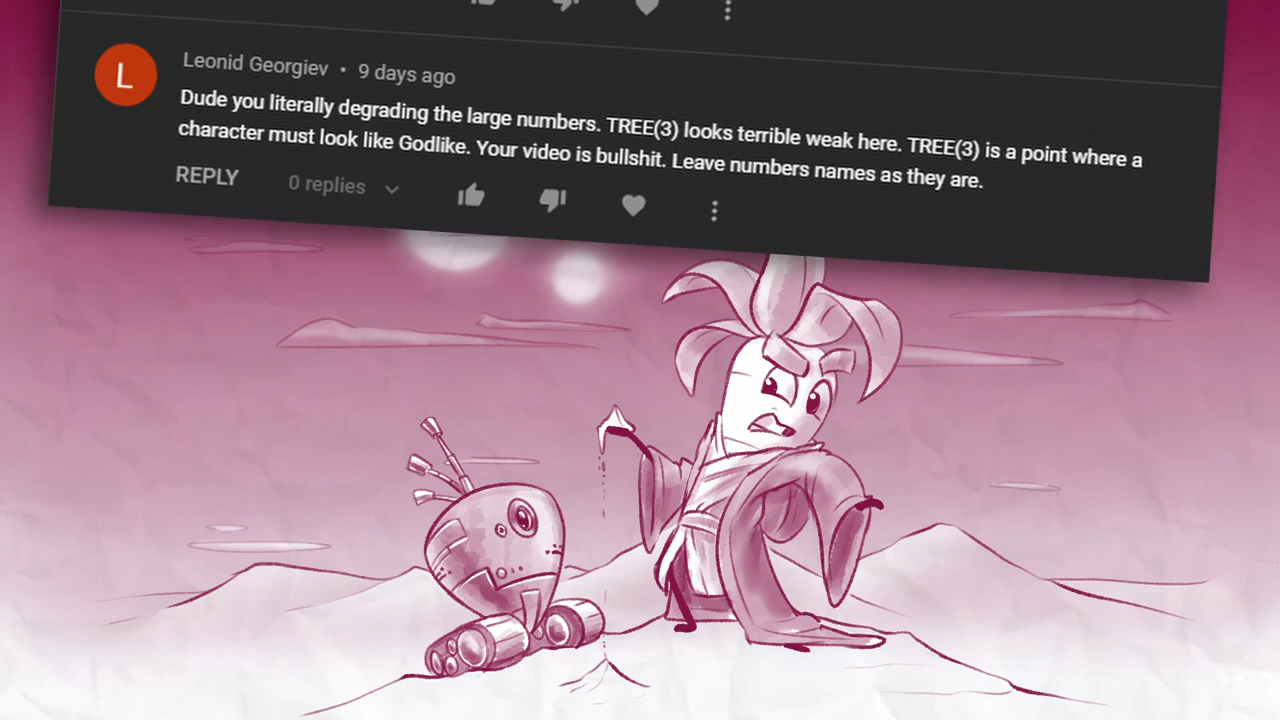 L
Leonid Georgiev • 9 days ago
Dude you literally degrading the large numbers. TREE(3) looks terrible weak here. TREE(3) is a point where a
character must look like Godlike. Your video is bullshit. Leave numbers names as they are.
REPLY 0 replies